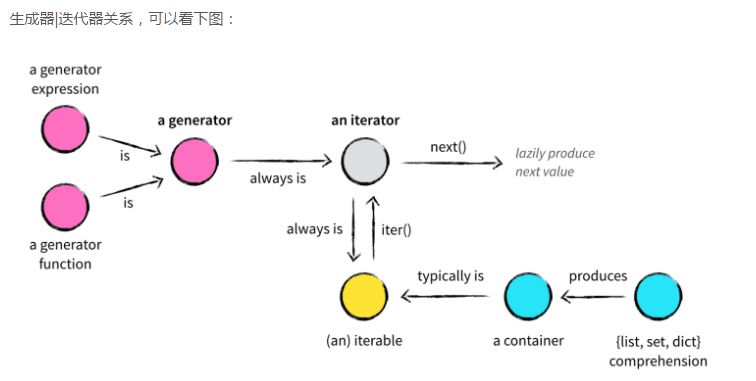 生成器|迭代器关系，可以看下图：
a generator
expression
a generator
an iterator
is
next()
lazily produce
next value
always is
is
a generator
function
always is
iter()
typically is
produces
(an) iterable
a container
{list, set, dict}
comprehension